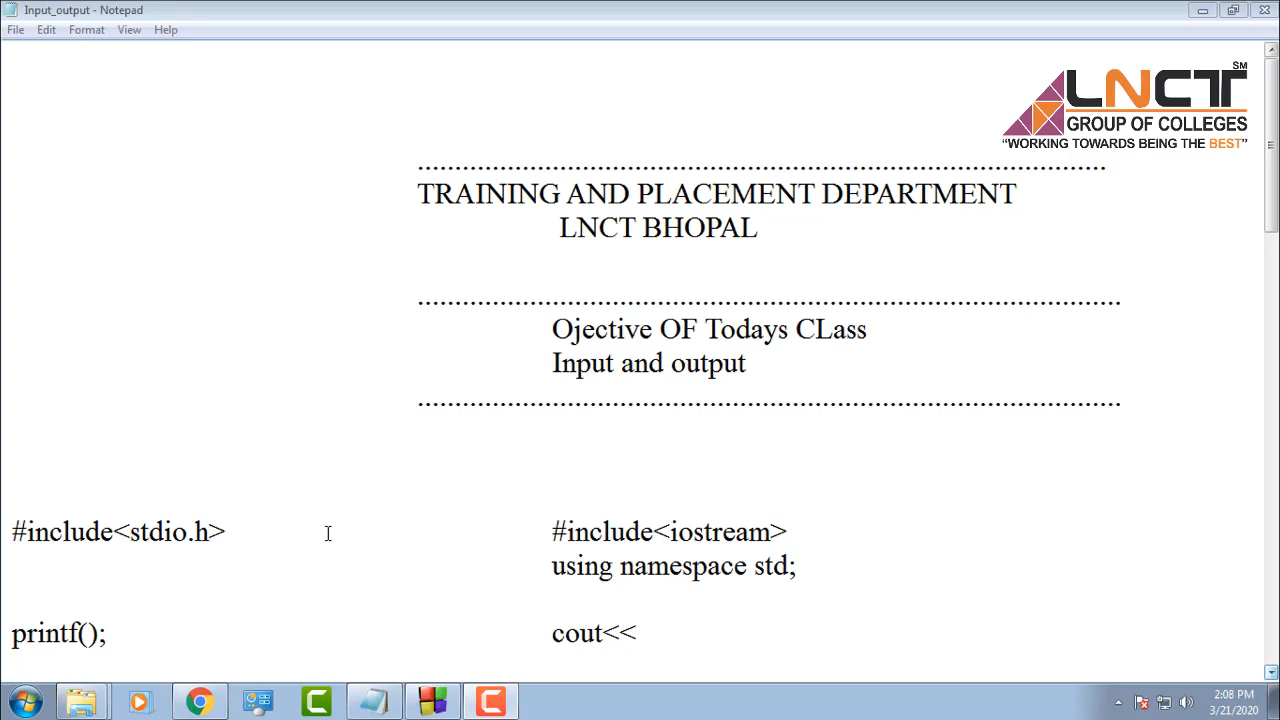 Input_output - Notepad
File Edit Format View Help
SM
LNCT
GROUP OF COLLEGES
"WORKING TOWARDS BEING THE BEST"
............................................................................................
TRAINING AND PLACEMENT DEPARTMENT
LNCT BHOPAL
..............................................................................................
Ojective OF Todays CLass
Input and output
..............................................................................................
#include<stdio.h> #include<iostream>
using namespace std;
printf(); cout<<
2:08 PM
3/21/2020